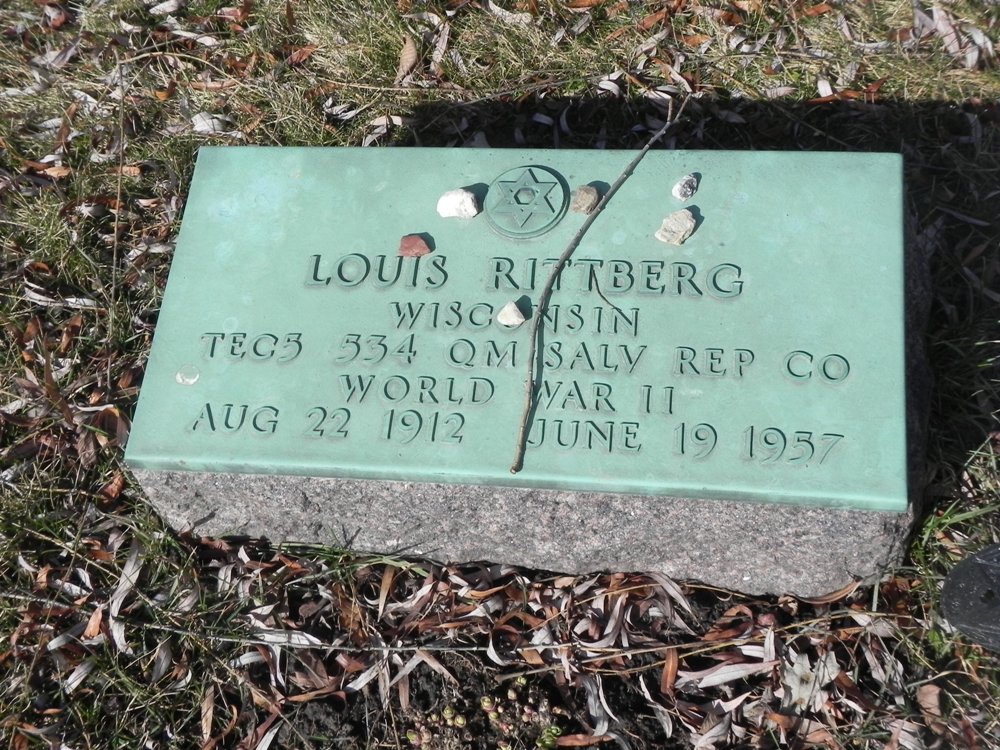 LOUIS RITTBERG
WISCONSIN
TEC5 534 QM SALV REP CO
WORLD WAR II
AUG 22 1912 JUNE 19 1957